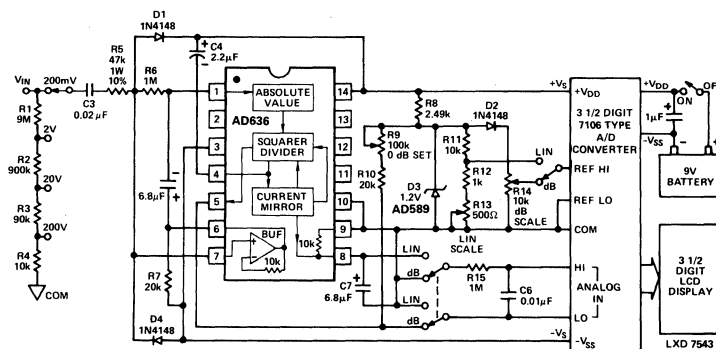 D1
1N4148
C4
2.2µF
+
−
VIN
200mV
R5
47k
1W
10%
R6
1M
C3
0.02µF
R1
9M
2V
R2
900k
20V
R3
90k
200V
R4
10k
COM
−
6.8µF
+
R7
20k
D4
1N4148
1
2
3
4
5
6
7
ABSOLUTE
VALUE
AD636
SQUARER
DIVIDER
CURRENT
MIRROR
BUF
+
−
10k
10k
14
13
12
11
10
9
8
+VS
R8
2.49k
D2
1N4148
R9
100k
0 dB SET
R10
20k
D3
1.2V
AD589
R11
10k
R12
1k
R13
500Ω
LIN
SCALE
LIN
R14
10k
dB
SCALE
dB
LIN
dB
LIN
dB
+
C7
6.8µF
R15
1M
C6
0.01µF
−VS
+VDD
3 1/2 DIGIT
7106 TYPE
A/D
CONVERTER
REF HI
REF LO
COM
HI
ANALOG
IN
LO
−VSS
+VDD
ON
OF
+
1µF
−VSS
−
+
9V
BATTERY
3 1/2
DIGIT
LCD
DISPLAY
LXD 7543